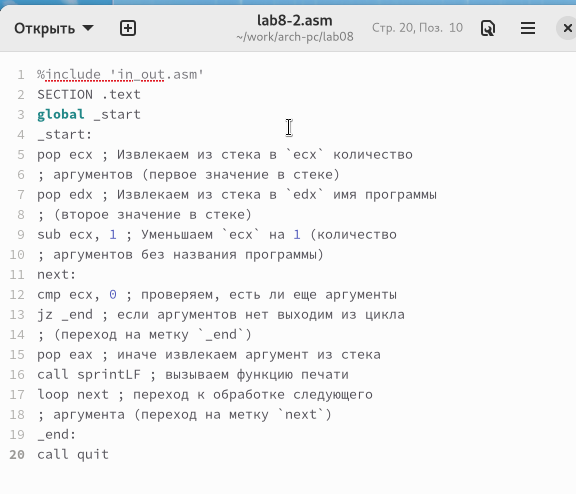 Открыть
lab8-2.asm
~/work/arch-pc/lab08
Стр. 20, Поз. 10
1 %include 'in_out.asm'
2 SECTION .text
3 global _start
4 _start:
5 pop ecx ; Извлекаем из стека в `ecx` количество
6 ; аргументов (первое значение в стеке)
7 pop edx ; Извлекаем из стека в `edx` имя программы
8 ; (второе значение в стеке)
9 sub ecx, 1 ; Уменьшаем `ecx` на 1 (количество
10 ; аргументов без названия программы)
11 next:
12 cmp ecx, 0 ; проверяем, есть ли еще аргументы
13 jz _end ; если аргументов нет выходим из цикла
14 ; (переход на метку `_end`)
15 pop eax ; иначе извлекаем аргумент из стека
16 call sprintLF ; вызываем функцию печати
17 loop next ; переход к обработке следующего
18 ; аргумента (переход на метку `next`)
19 _end:
20 call quit